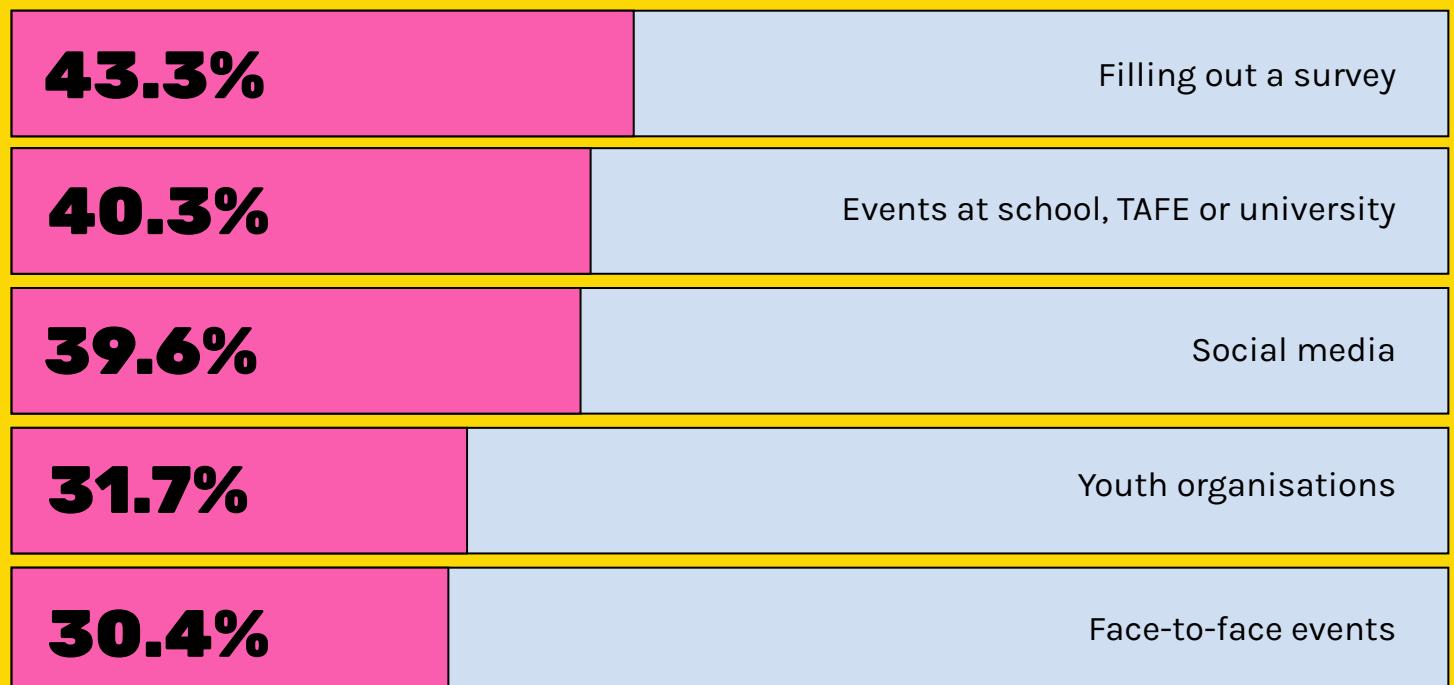 43.3% Filling out a survey
40.3% Events at school, TAFE or university
39.6% Social media
31.7% Youth organisations
30.4% Face-to-face events